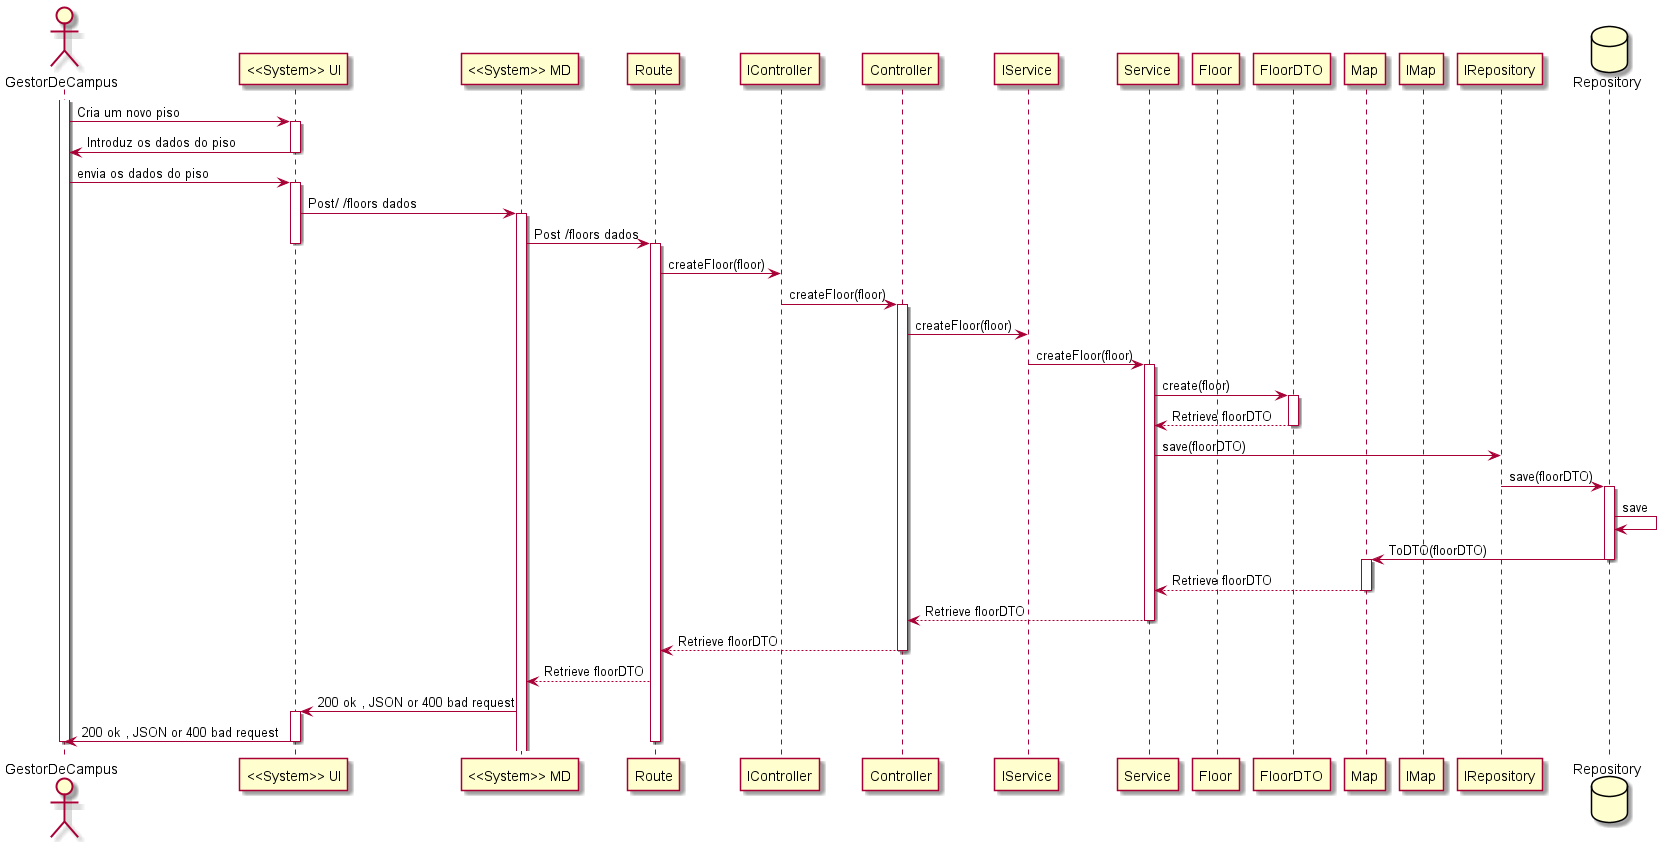 GestorDeCampus
<<System>> UI
<<System>> MD
Route
IController
Controller
IService
Service
Floor
FloorDTO
Map
IMap
IRepository
Repository
Cria um novo piso
Introduz os dados do piso
envia os dados do piso
Post/ /floors dados
Post /floors dados
createFloor(floor)
createFloor(floor)
createFloor(floor)
createFloor(floor)
create(floor)
Retrieve floorDTO
save(floorDTO)
save(floorDTO)
save
ToDTO(floorDTO)
Retrieve floorDTO
Retrieve floorDTO
Retrieve floorDTO
Retrieve floorDTO
200 ok , JSON or 400 bad request
200 ok , JSON or 400 bad request
GestorDeCampus
<<System>> UI
<<System>> MD
Route
IController
Controller
IService
Service
Floor
FloorDTO
Map
IMap
IRepository
Repository